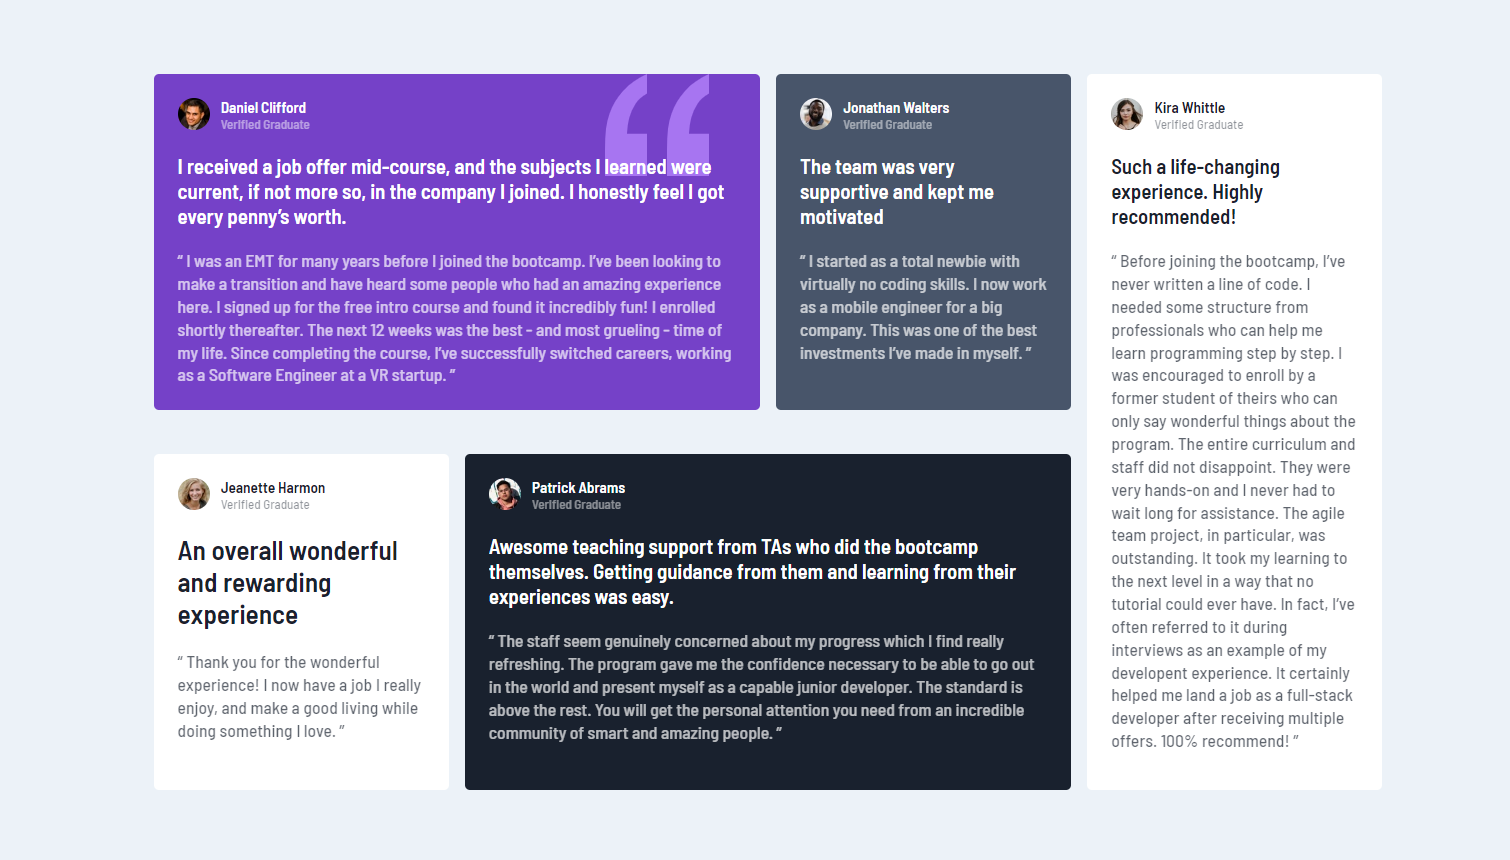 Daniel Clifford
Verified Graduate
I received a job offer mid-course, and the subjects I learned were
current, if not more so, in the company I joined. I honestly feel I got
every penny’s worth.
“ I was an EMT for many years before I joined the bootcamp. I’ve been looking to
make a transition and have heard some people who had an amazing experience
here. I signed up for the free intro course and found it incredibly fun! I enrolled
shortly thereafter. The next 12 weeks was the best - and most grueling - time of
my life. Since completing the course, I’ve successfully switched careers, working
as a Software Engineer at a VR startup. ”
Jonathan Walters
Verified Graduate
The team was very
supportive and kept me
motivated
“ I started as a total newbie with
virtually no coding skills. I now work
as a mobile engineer for a big
company. This was one of the best
investments I’ve made in myself. ”
Kira Whittle
Verified Graduate
Such a life-changing
experience. Highly
recommended!
“ Before joining the bootcamp, I’ve
never written a line of code. I
needed some structure from
professionals who can help me
learn programming step by step. I
was encouraged to enroll by a
former student of theirs who can
only say wonderful things about the
program. The entire curriculum and
staff did not disappoint. They were
very hands-on and I never had to
wait long for assistance. The agile
team project, in particular, was
outstanding. It took my learning to
the next level in a way that no
tutorial could ever have. In fact, I’ve
often referred to it during
interviews as an example of my
developent experience. It certainly
helped me land a job as a full-stack
developer after receiving multiple
offers. 100% recommend! ”
Jeanette Harmon
Verified Graduate
An overall wonderful
and rewarding
experience
“ Thank you for the wonderful
experience! I now have a job I really
enjoy, and make a good living while
doing something I love. ”
Patrick Abrams
Verified Graduate
Awesome teaching support from TAs who did the bootcamp
themselves. Getting guidance from them and learning from their
experiences was easy.
“ The staff seem genuinely concerned about my progress which I find really
refreshing. The program gave me the confidence necessary to be able to go out
in the world and present myself as a capable junior developer. The standard is
above the rest. You will get the personal attention you need from an incredible
community of smart and amazing people. ”